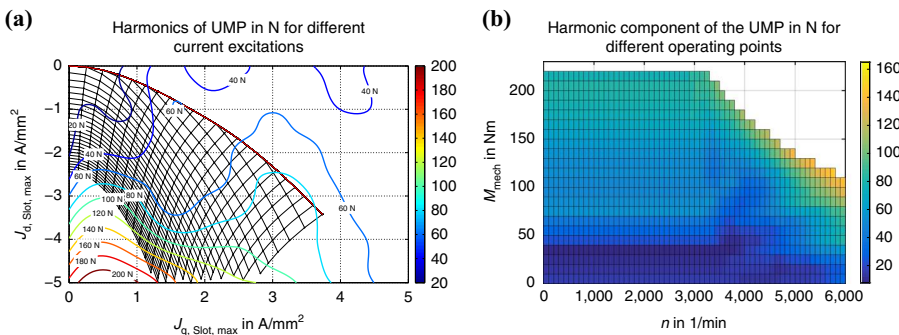 (a)
Harmonics of UMP in N for different
current excitations
0
−1
−2
−3
−4
−5
J d, Slot, max in A/mm²
0 1 2 3 4 5
J q, Slot, max in A/mm²
40 N
40 N
60 N
20 N
40 N
60 N
80 N
100 N
120 N
140 N
160 N
180 N
200 N
60 N
200
180
160
140
120
100
80
60
40
20
(b)
Harmonic component of the UMP in N for
different operating points
200
150
100
50
0
M mech in Nm
0 1,000 2,000 3,000 4,000 5,000 6,000
n in 1/min
160
140
120
100
80
60
40
20